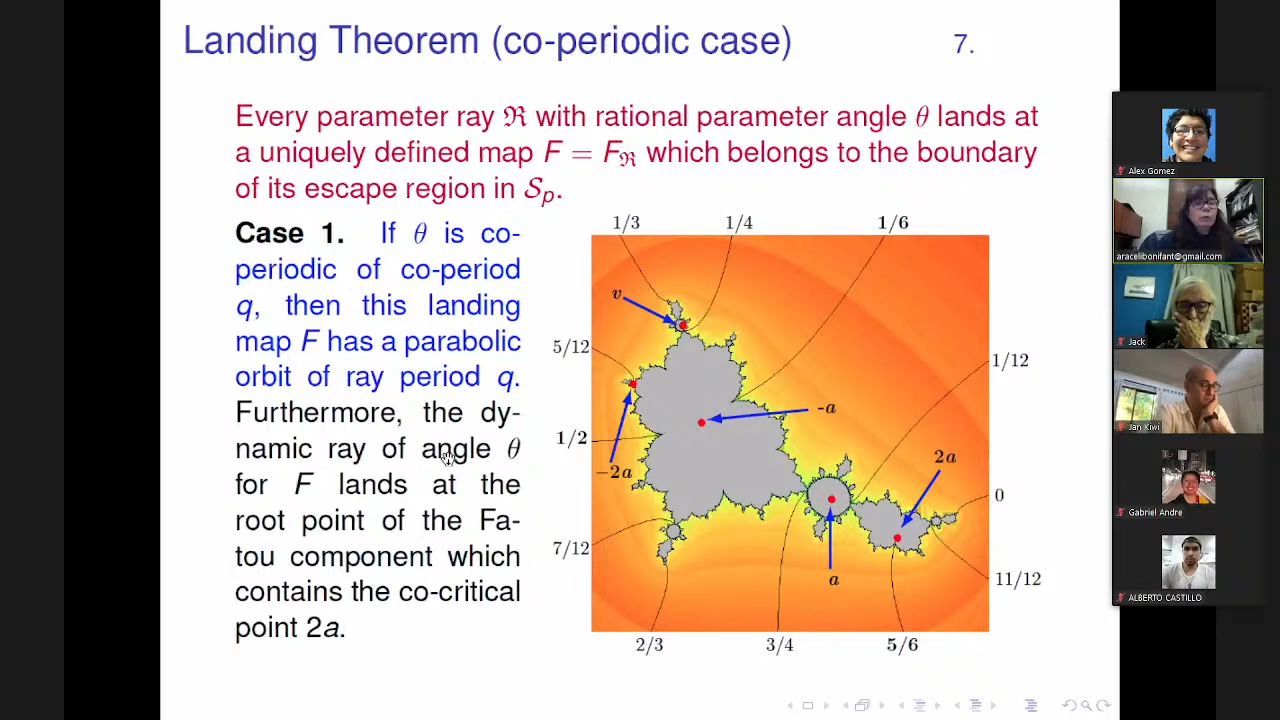 Landing Theorem (co-periodic case)
7.
Every parameter ray ℜ with rational parameter angle θ lands at
a uniquely defined map F = F_ℜ which belongs to the boundary
of its escape region in 𝒮_p.
Case 1. If θ is co-
periodic of co-period
q, then this landing
map F has a parabolic
orbit of ray period q.
Furthermore, the dy-
namic ray of angle θ
for F lands at the
root point of the Fa-
tou component which
contains the co-critical
point 2a.
1/3
1/4
1/6
v
5/12
1/12
-a
1/2
−2a
2a
0
7/12
a
11/12
2/3
3/4
5/6
Alex Gomez
aracelibonifant@gmail.com
Jack
Jan Kiwi
Gabriel Andre
ALBERTO CASTILLO